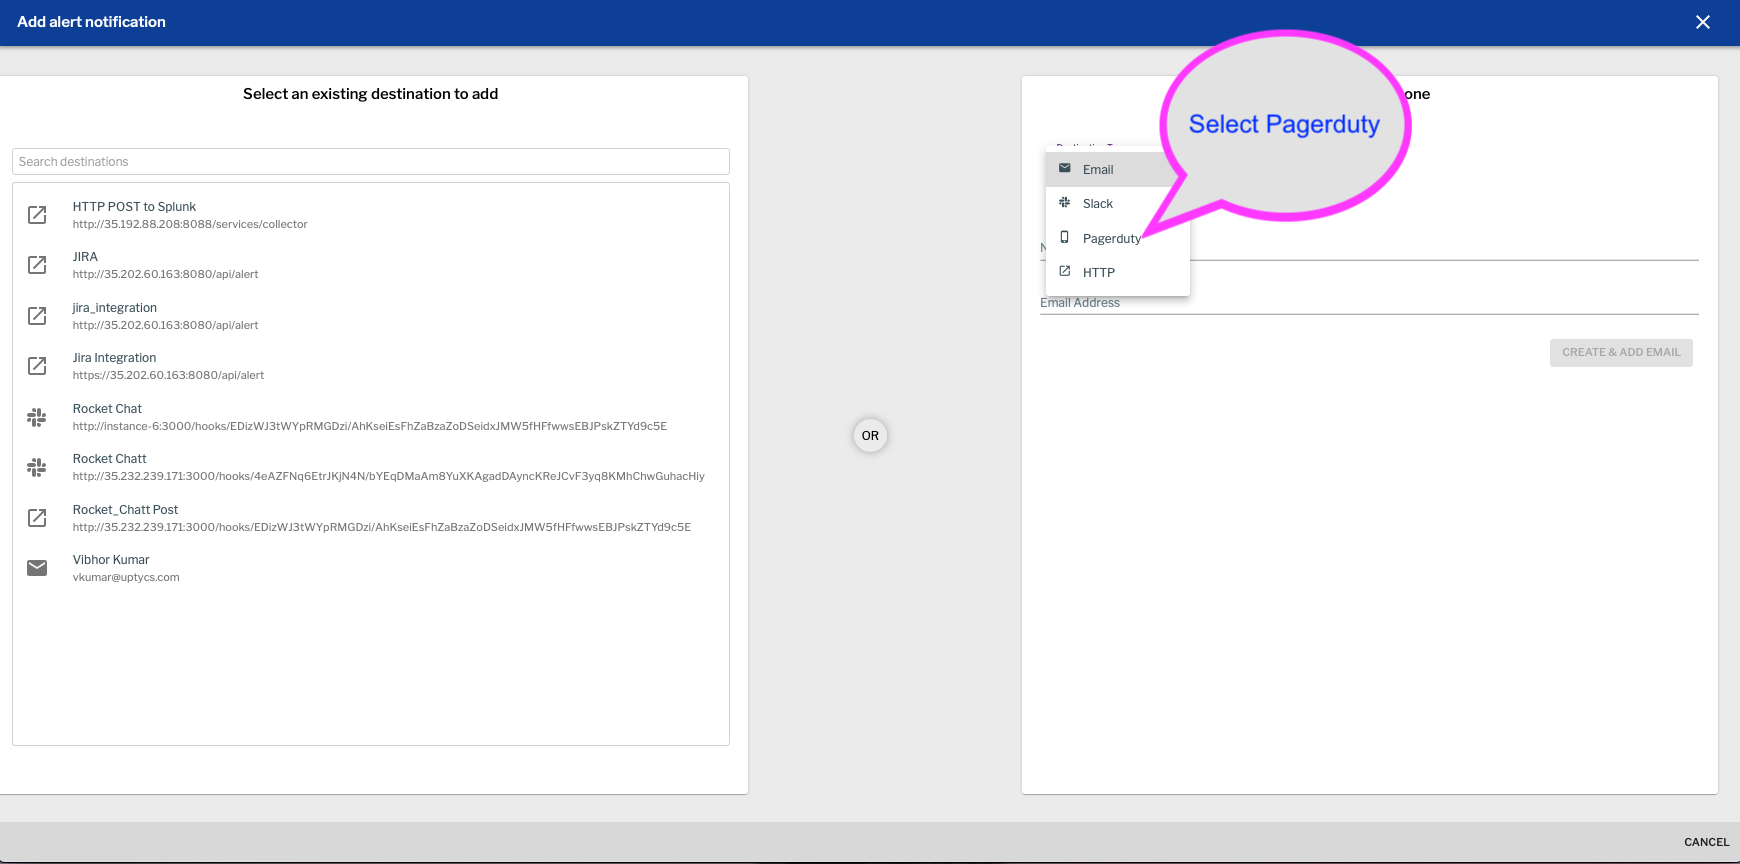 Add alert notification
Select an existing destination to add
Search destinations
HTTP POST to Splunk
http://35.192.88.208:8088/services/collector
JIRA
http://35.202.60.163:8080/api/alert
jira_integration
http://35.202.60.163:8080/api/alert
Jira Integration
https://35.202.60.163:8080/api/alert
Rocket Chat
http://instance-6:3000/hooks/EDizWJ3tWYpRMGDzi/AhKseiEsFhZaBzaZoDSeidxJMW5fHFfwwsEBJPskZTYd9c5E
Rocket Chatt
http://35.232.239.171:3000/hooks/4eAZFNq6EtrJKjN4N/bYEqDMaAm8YuXKAgadDAyncKReJCvF3yq8KMhChwGuhacHiy
Rocket_Chatt Post
http://35.232.239.171:3000/hooks/EDizWJ3tWYpRMGDzi/AhKseiEsFhZaBzaZoDSeidxJMW5fHFfwwsEBJPskZTYd9c5E
Vibhor Kumar
vkumar@uptycs.com
OR
one
Select Pagerduty
Email
Slack
Pagerduty
HTTP
Email Address
CREATE & ADD EMAIL
CANCEL